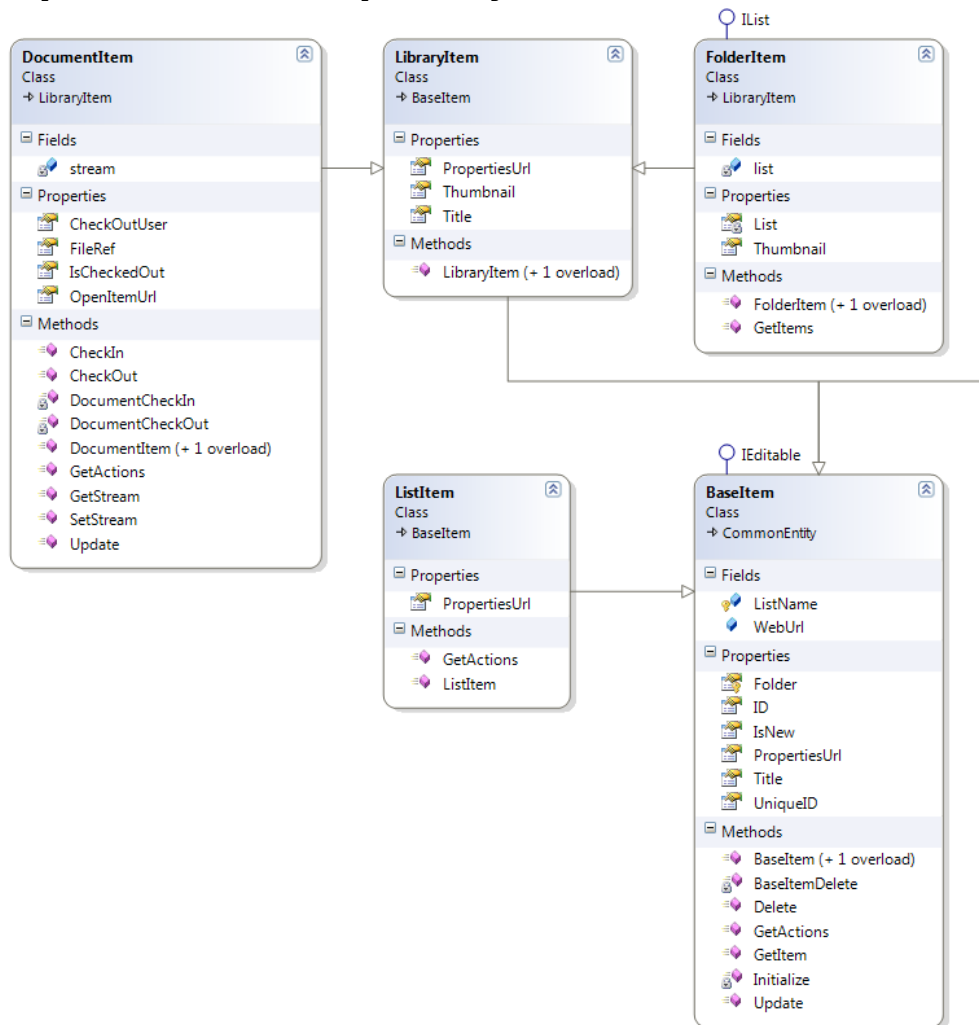 DocumentItem
Class
LibraryItem
Fields
stream
Properties
CheckOutUser
FileRef
IsCheckedOut
OpenItemUrl
Methods
CheckIn
CheckOut
DocumentCheckIn
DocumentCheckOut
DocumentItem (+ 1 overload)
GetActions
GetStream
SetStream
Update
LibraryItem
Class
BaseItem
Properties
PropertiesUrl
Thumbnail
Title
Methods
LibraryItem (+ 1 overload)
IList
FolderItem
Class
LibraryItem
Fields
list
Properties
List
Thumbnail
Methods
FolderItem (+ 1 overload)
GetItems
ListItem
Class
BaseItem
Properties
PropertiesUrl
Methods
GetActions
ListItem
IEditable
BaseItem
Class
CommonEntity
Fields
ListName
WebUrl
Properties
Folder
ID
IsNew
PropertiesUrl
Title
UniqueID
Methods
BaseItem (+ 1 overload)
BaseItemDelete
Delete
GetActions
GetItem
Initialize
Update